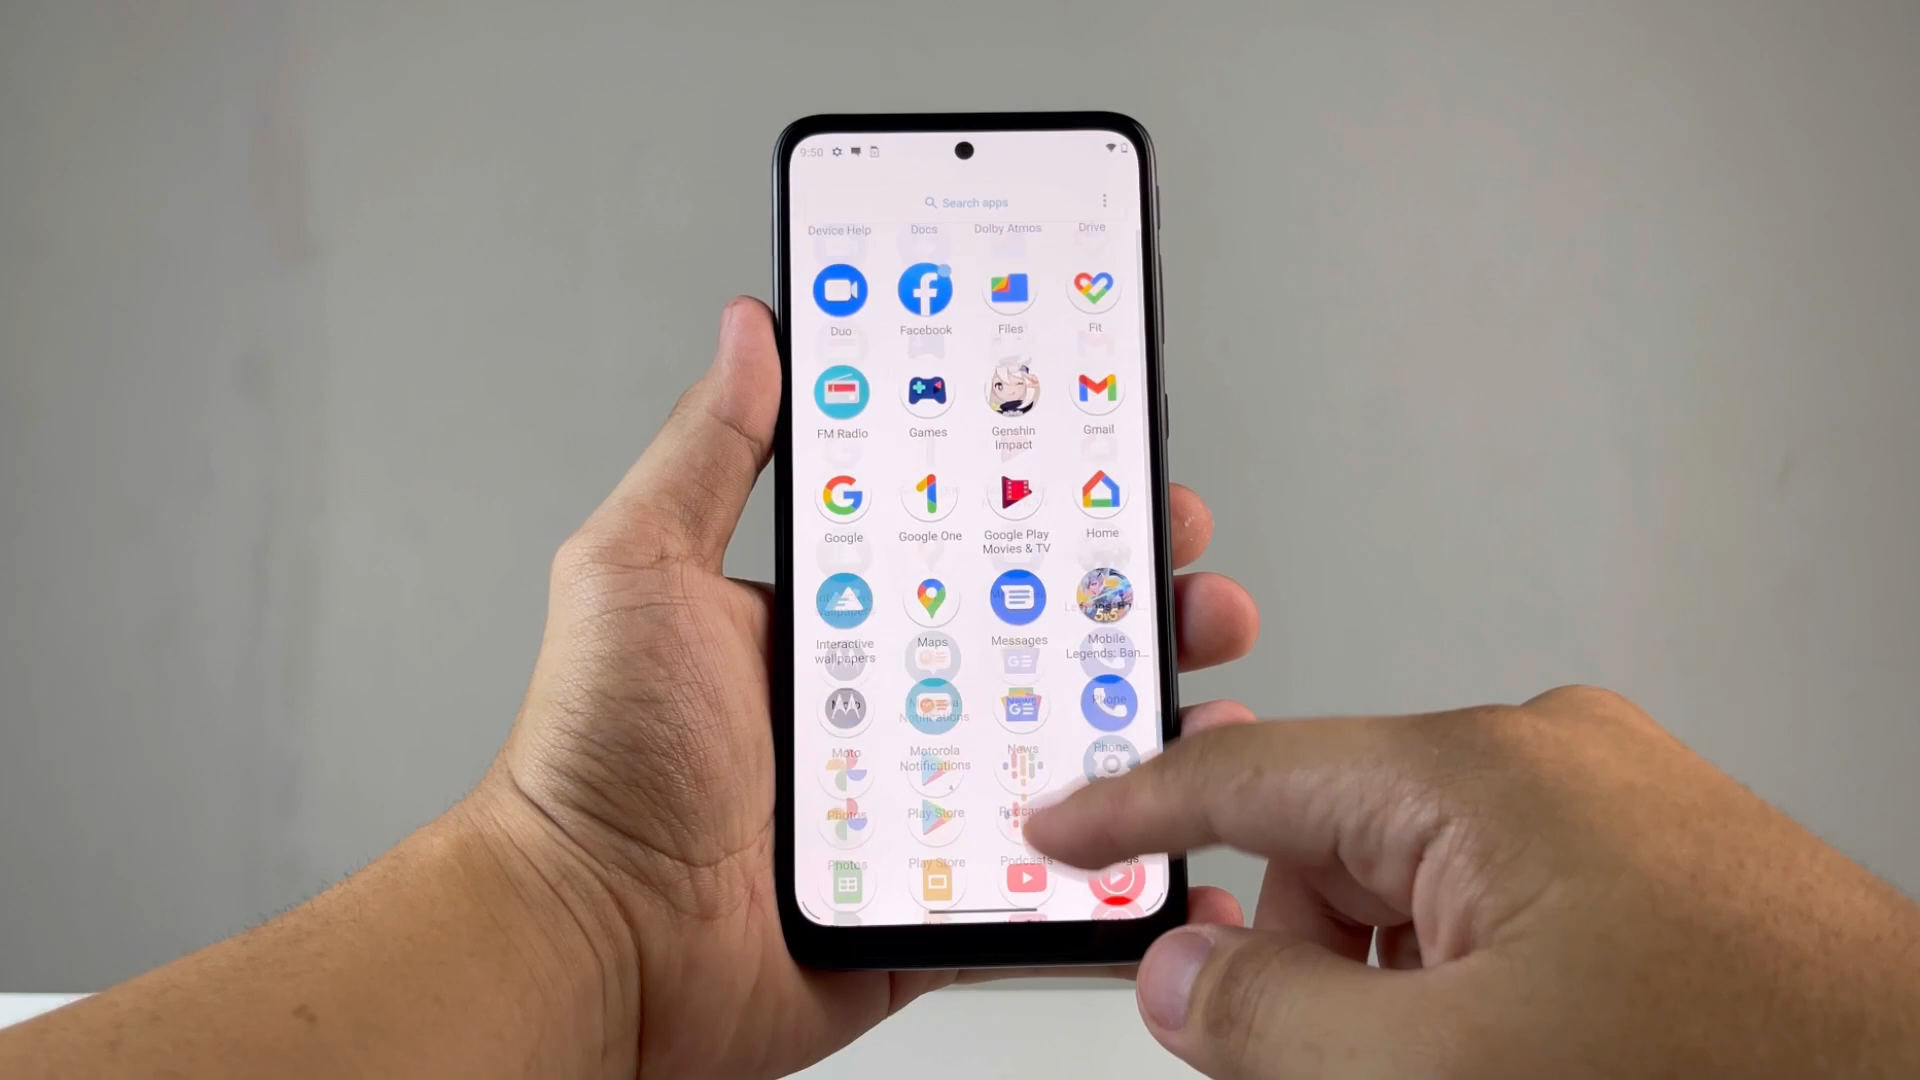 9:50
Search apps
Device Help Docs Dolby Atmos Drive
Duo Facebook Files Fit
FM Radio Games Genshin Impact Gmail
Google Google One Google Play Movies & TV Home
Interactive wallpapers Maps Messages Mobile Legends: Ban...
Moto Motorola Notifications News Phone
Photos Play Store Podcasts